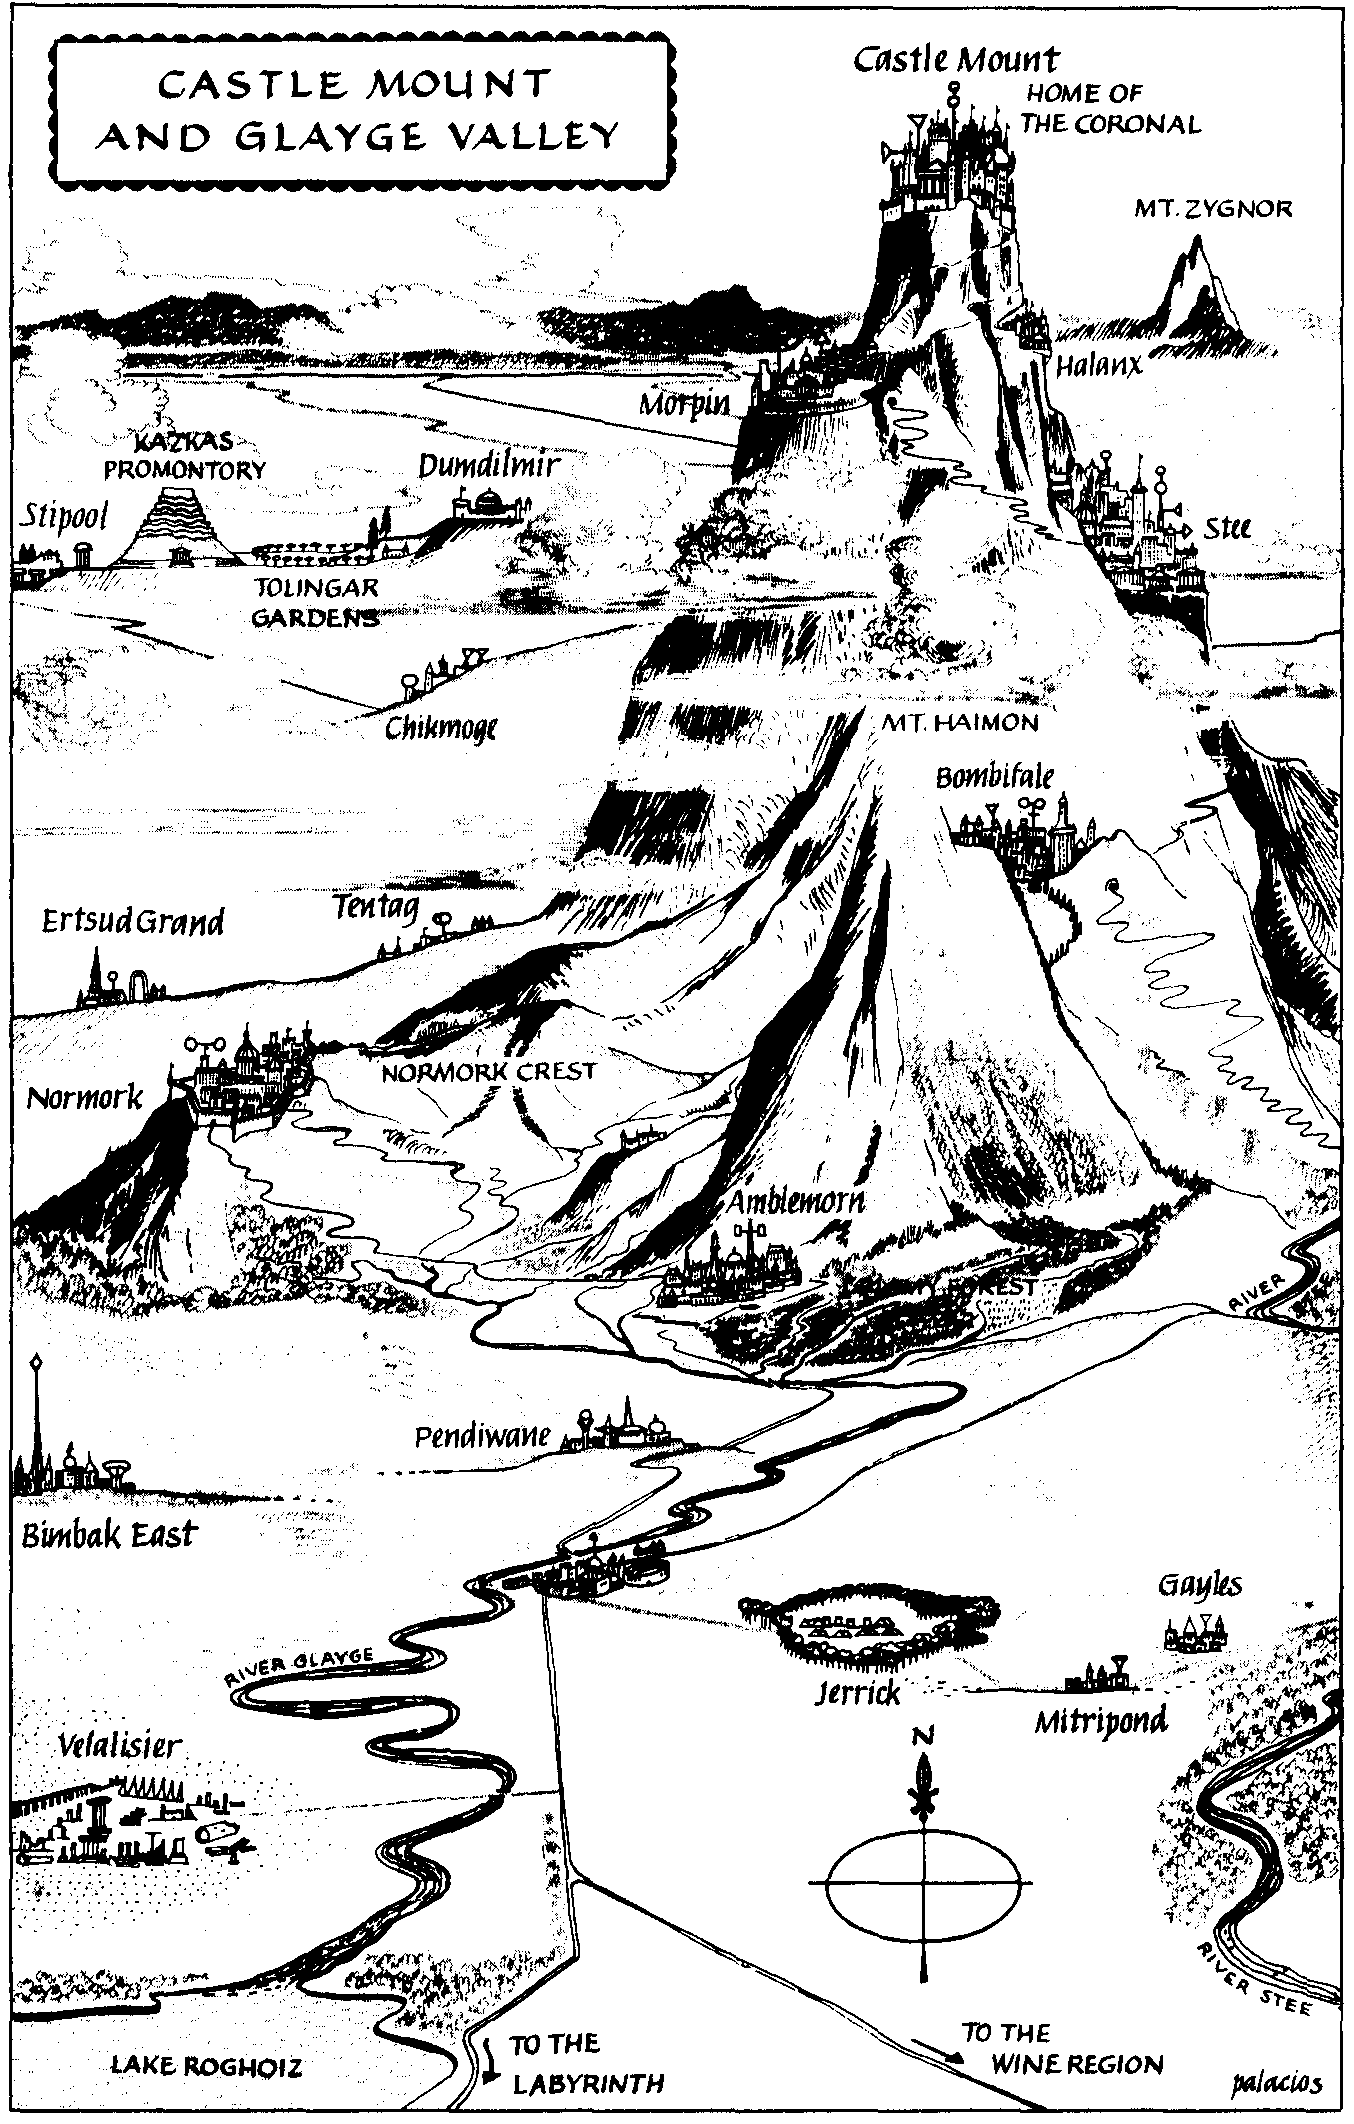 CASTLE MOUNT
AND GLAYGE VALLEY
Castle Mount
HOME OF
THE CORONAL
MT. ZYGNOR
Halanx
Morpin
KAZKAS
PROMONTORY
Dumdilmir
Stipool
Stee
TOLINGAR
GARDENS
Chikmoge
MT. HAIMON
Bombifale
Tentag
Ertsud Grand
NORMORK CREST
Normork
Amblemorn
FOREST
RIVER
Pendiwane
Bimbak East
Gayles
RIVER GLAYGE
Jerrick
Mitripond
N
Velalisier
RIVER STEE
TO THE
LABYRINTH
TO THE
WINE REGION
LAKE ROGHOIZ
palacios